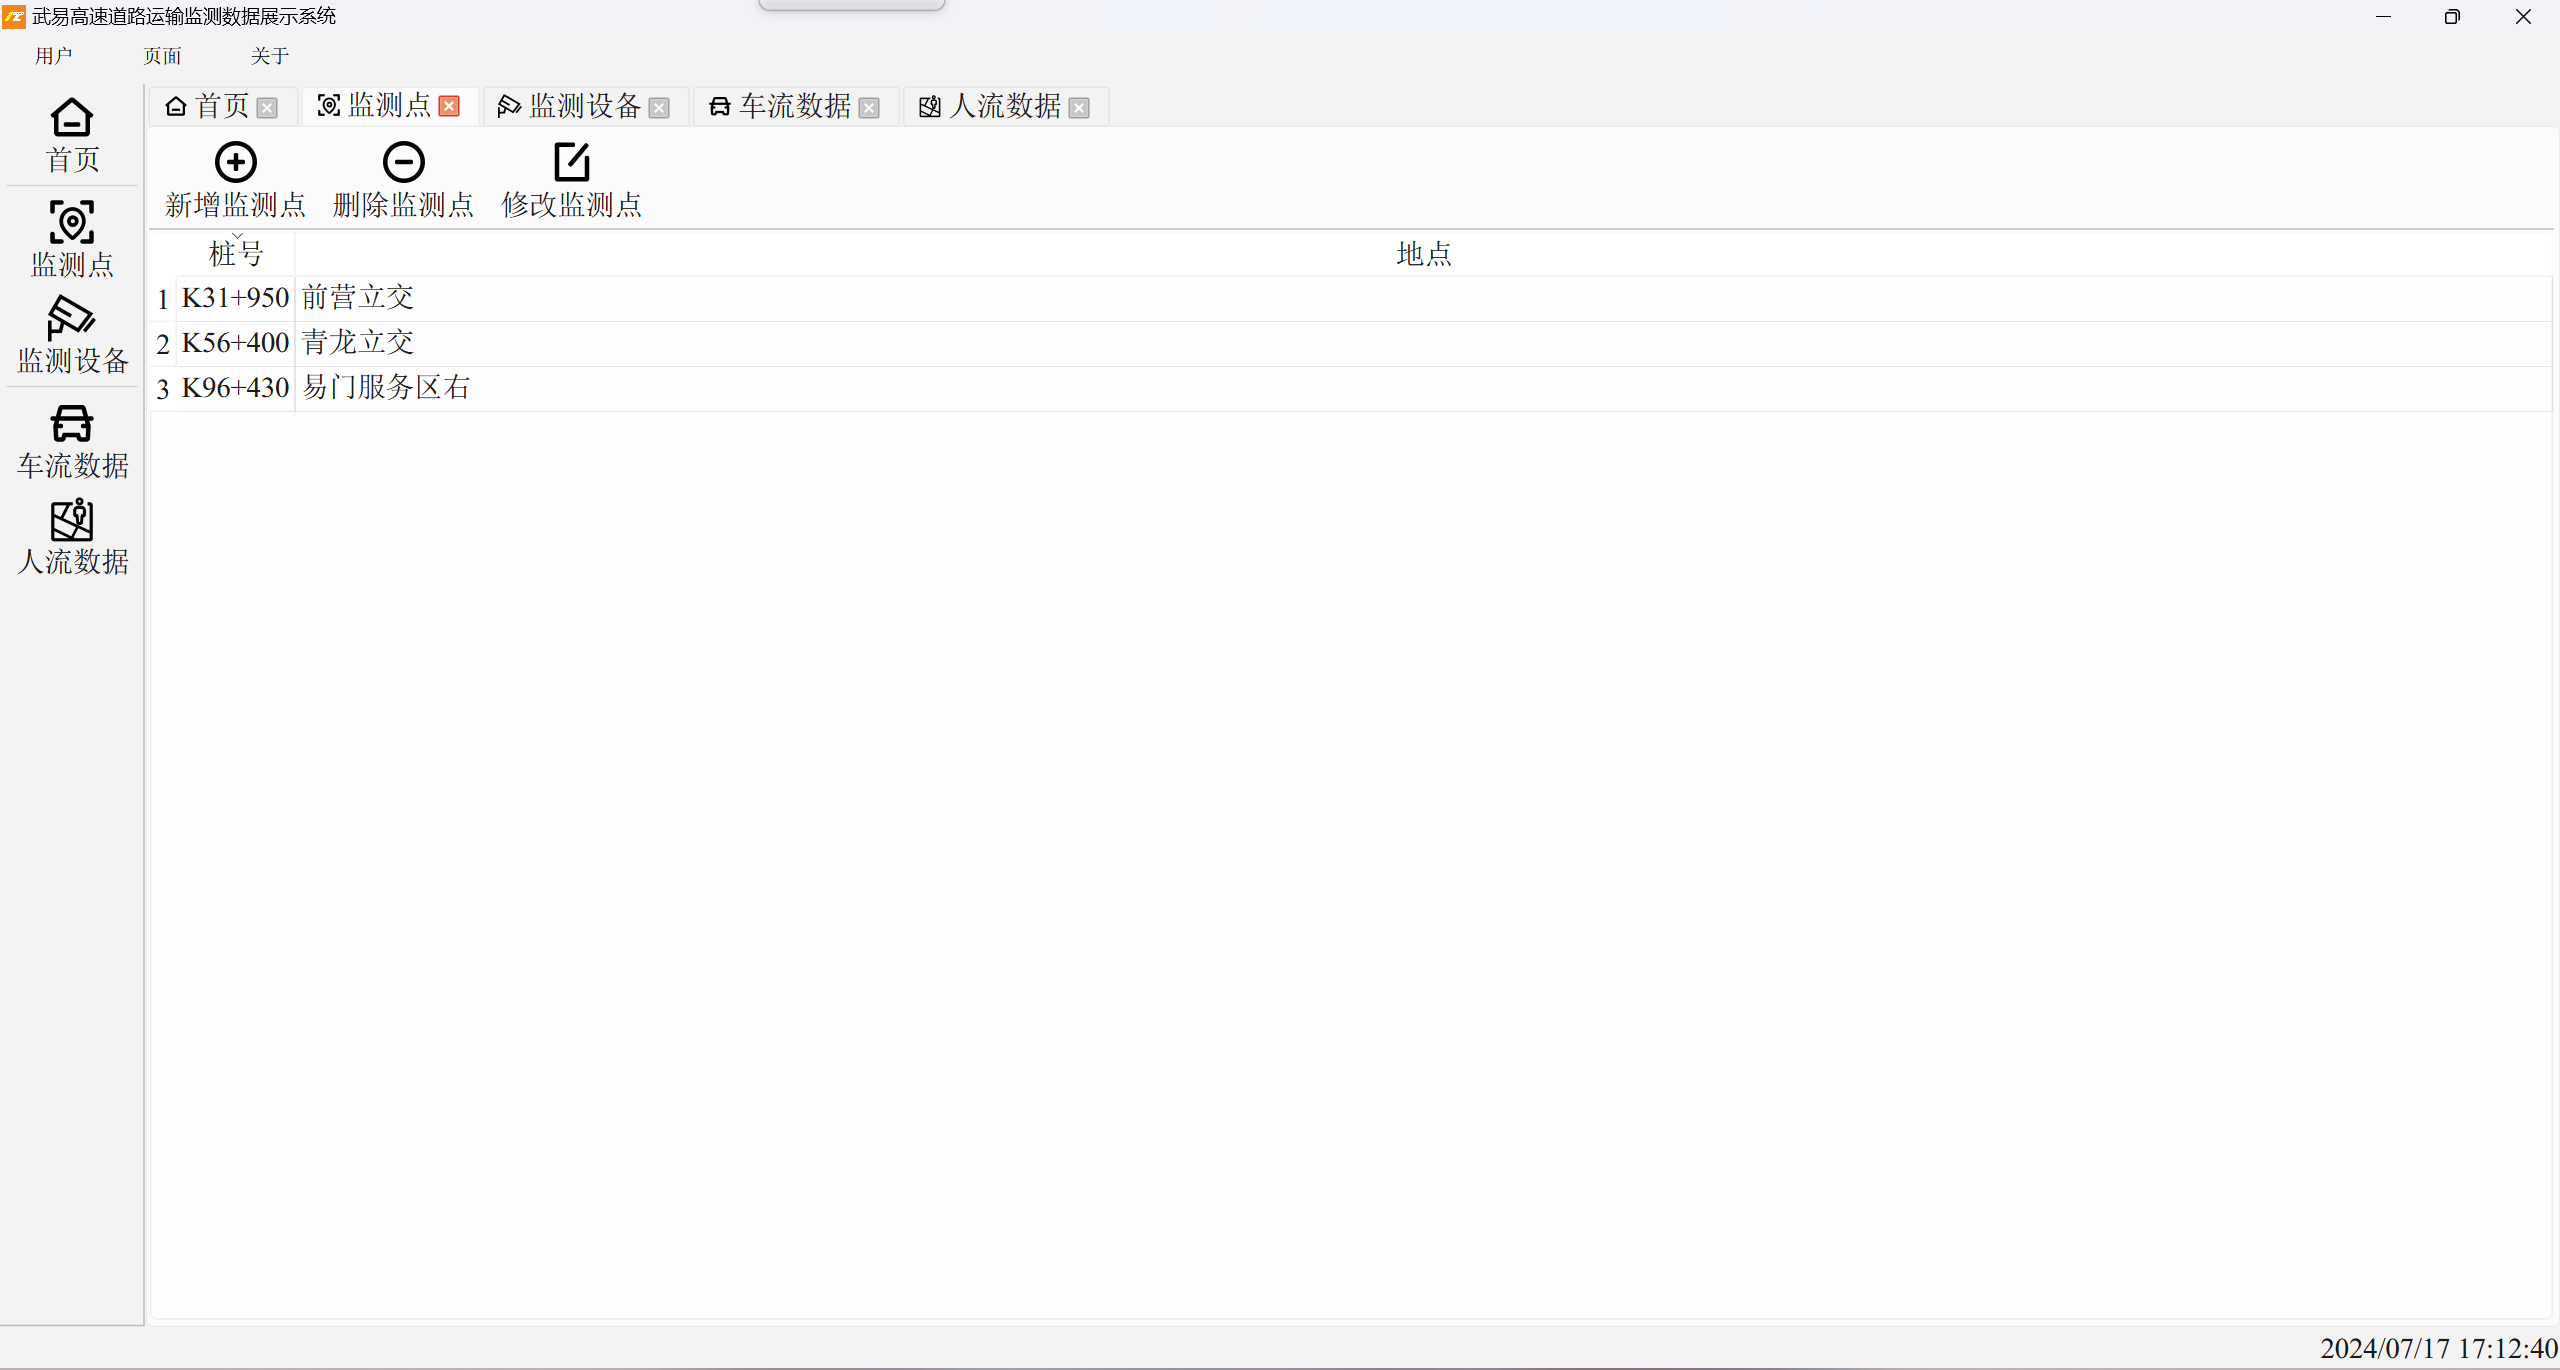 武易高速道路运输监测数据展示系统
用户 页面 关于
首页 监测点 监测设备 车流数据 人流数据
首页
监测点
监测设备
车流数据
人流数据
新增监测点 删除监测点 修改监测点
桩号 地点
1 K31+950 前营立交
2 K56+400 青龙立交
3 K96+430 易门服务区右
2024/07/17 17:12:40